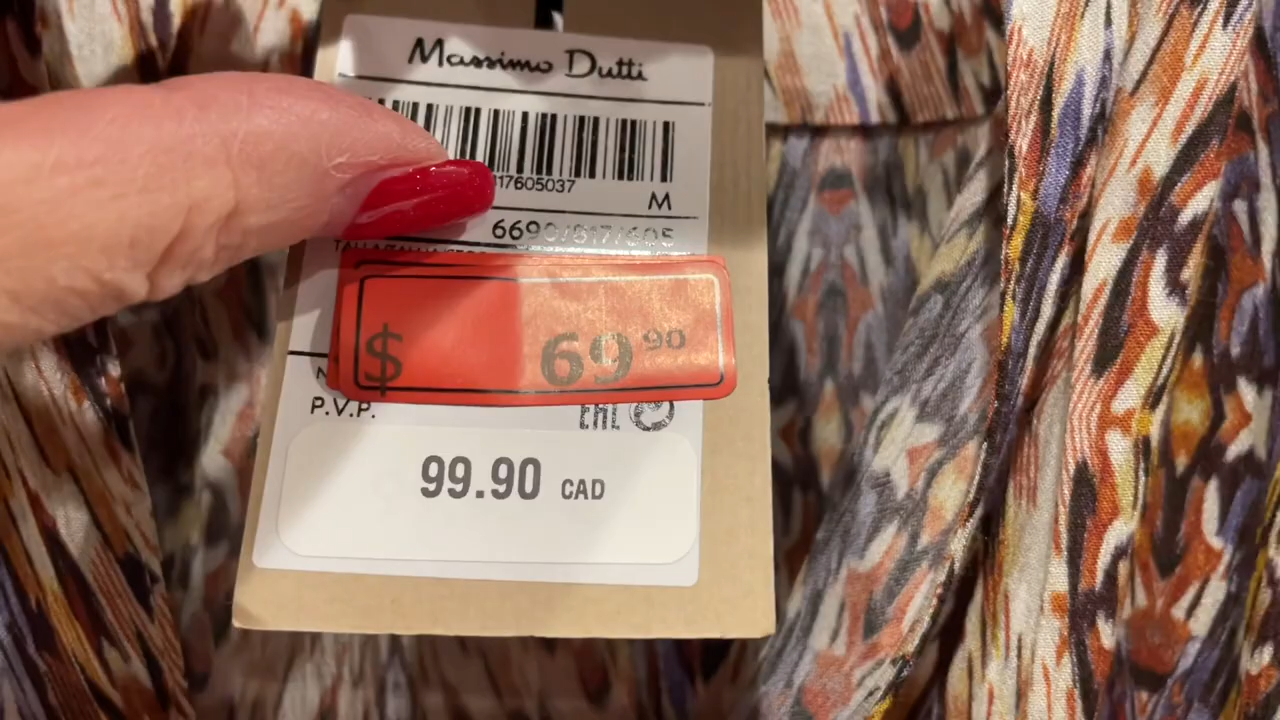 Massimo Dutti
17605037
M
6690/817/605
$ 69 90
P.V.P.
EAC
99.90 CAD